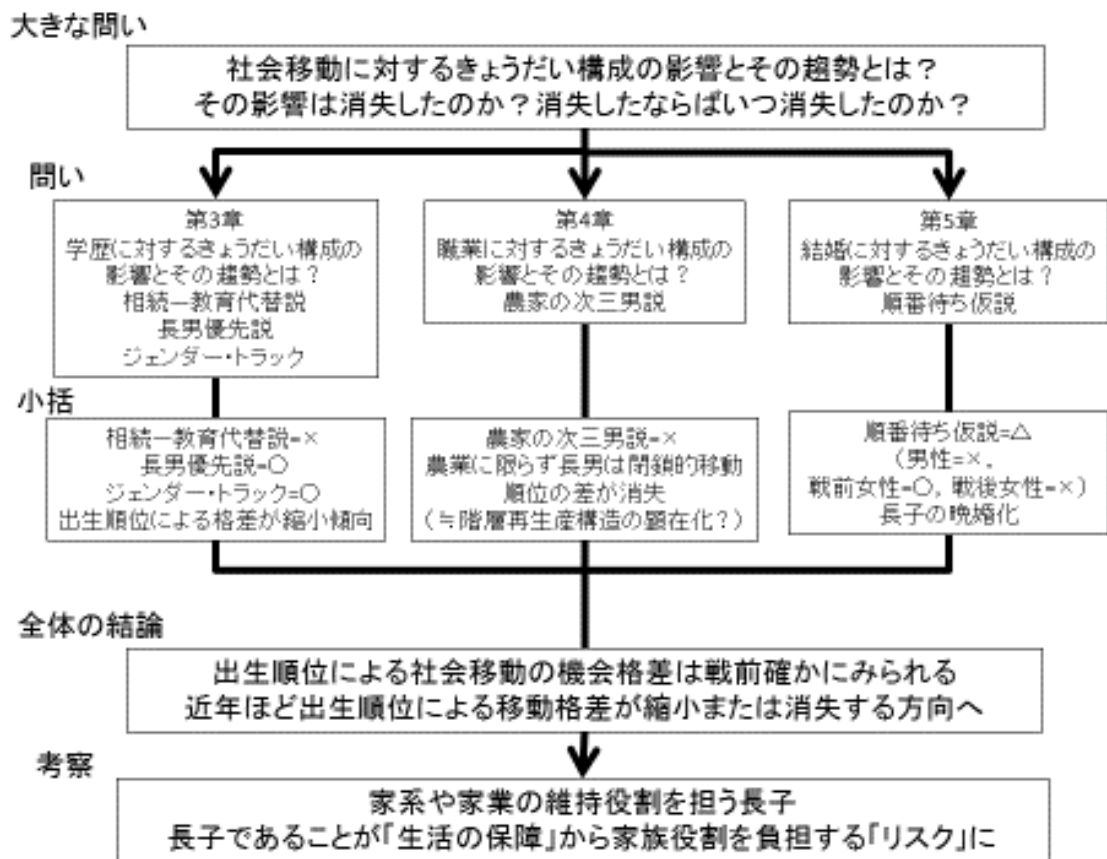 大きな問い
社会移動に対するきょうだい構成の影響とその趨勢とは？
その影響は消失したのか？消失したならばいつ消失したのか？
問い
第3章
学歴に対するきょうだい構成の
影響とその趨勢とは？
相続ー教育代替説
長男優先説
ジェンダー・トラック
第4章
職業に対するきょうだい構成の
影響とその趨勢とは？
農家の次三男説
第5章
結婚に対するきょうだい構成の
影響とその趨勢とは？
順番待ち仮説
小括
相続ー教育代替説=×
長男優先説=○
ジェンダー・トラック=○
出生順位による格差が縮小傾向
農家の次三男説=×
農業に限らず長男は閉鎖的移動
順位の差が消失
（≒階層再生産構造の顕在化？）
順番待ち仮説=△
（男性=×，
戦前女性=○，戦後女性=×）
長子の晩婚化
全体の結論
出生順位による社会移動の機会格差は戦前確かにみられる
近年ほど出生順位による移動格差が縮小または消失する方向へ
考察
家系や家業の維持役割を担う長子
長子であることが「生活の保障」から家族役割を負担する「リスク」に